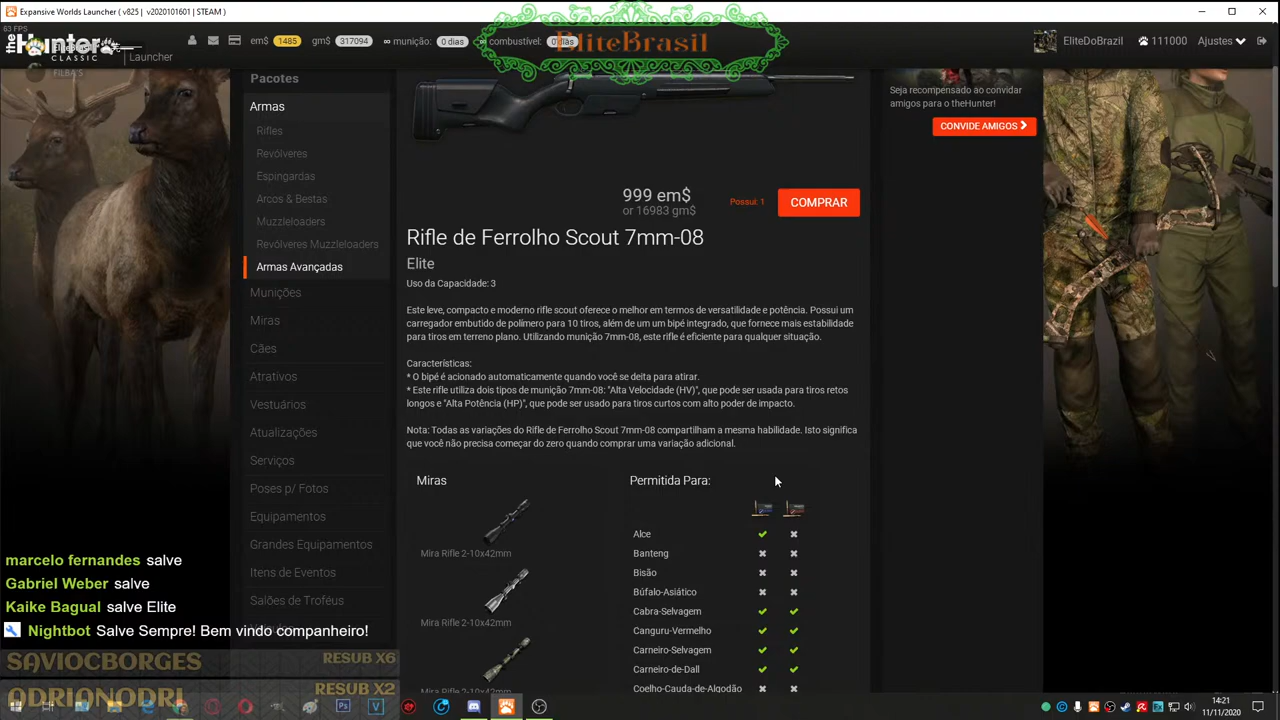 Expansive Worlds Launcher ( v825 | v2020101601 | STEAM )
63 FPS
theHunter
CLASSIC
Launcher
em$ 1485 gm$ 317094 ∞ munição: 0 dias ∞ combustível: 0 dias
EliteBrasil
EliteDoBrazil 111000 Ajustes
FILBA'S
Pacotes
Armas
Rifles
Revólveres
Espingardas
Arcos & Bestas
Muzzleloaders
Revólveres Muzzleloaders
Armas Avançadas
Munições
Miras
Cães
Atrativos
Vestuários
Atualizações
Serviços
Poses p/ Fotos
Equipamentos
Grandes Equipamentos
Itens de Eventos
Salões de Troféus
999 em$
or 16983 gm$
Possui: 1
COMPRAR
Rifle de Ferrolho Scout 7mm-08
Elite
Uso da Capacidade: 3
Este leve, compacto e moderno rifle scout oferece o melhor em termos de versatilidade e potência. Possui um
carregador embutido de polímero para 10 tiros, além de um um bipé integrado, que fornece mais estabilidade
para tiros em terreno plano. Utilizando munição 7mm-08, este rifle é eficiente para qualquer situação.
Características:
* O bipé é acionado automaticamente quando você se deita para atirar.
* Este rifle utiliza dois tipos de munição 7mm-08: "Alta Velocidade (HV)", que pode ser usada para tiros retos
longos e "Alta Potência (HP)", que pode ser usado para tiros curtos com alto poder de impacto.
Nota: Todas as variações do Rifle de Ferrolho Scout 7mm-08 compartilham a mesma habilidade. Isto significa
que você não precisa começar do zero quando comprar uma variação adicional.
Miras
Mira Rifle 2-10x42mm
Mira Rifle 2-10x42mm
Mira Rifle 2-10x42mm
Permitida Para:
Alce
Banteng
Bisão
Búfalo-Asiático
Cabra-Selvagem
Canguru-Vermelho
Carneiro-Selvagem
Carneiro-de-Dall
Coelho-Cauda-de-Algodão
Seja recompensado ao convidar
amigos para o theHunter!
CONVIDE AMIGOS
marcelo fernandes salve
Gabriel Weber salve
Kaike Bagual salve Elite
Nightbot Salve Sempre! Bem vindo companheiro!
SAVIOCBORGES RESUB X6
ADRIANODRI RESUB X2
14:21
11/11/2020